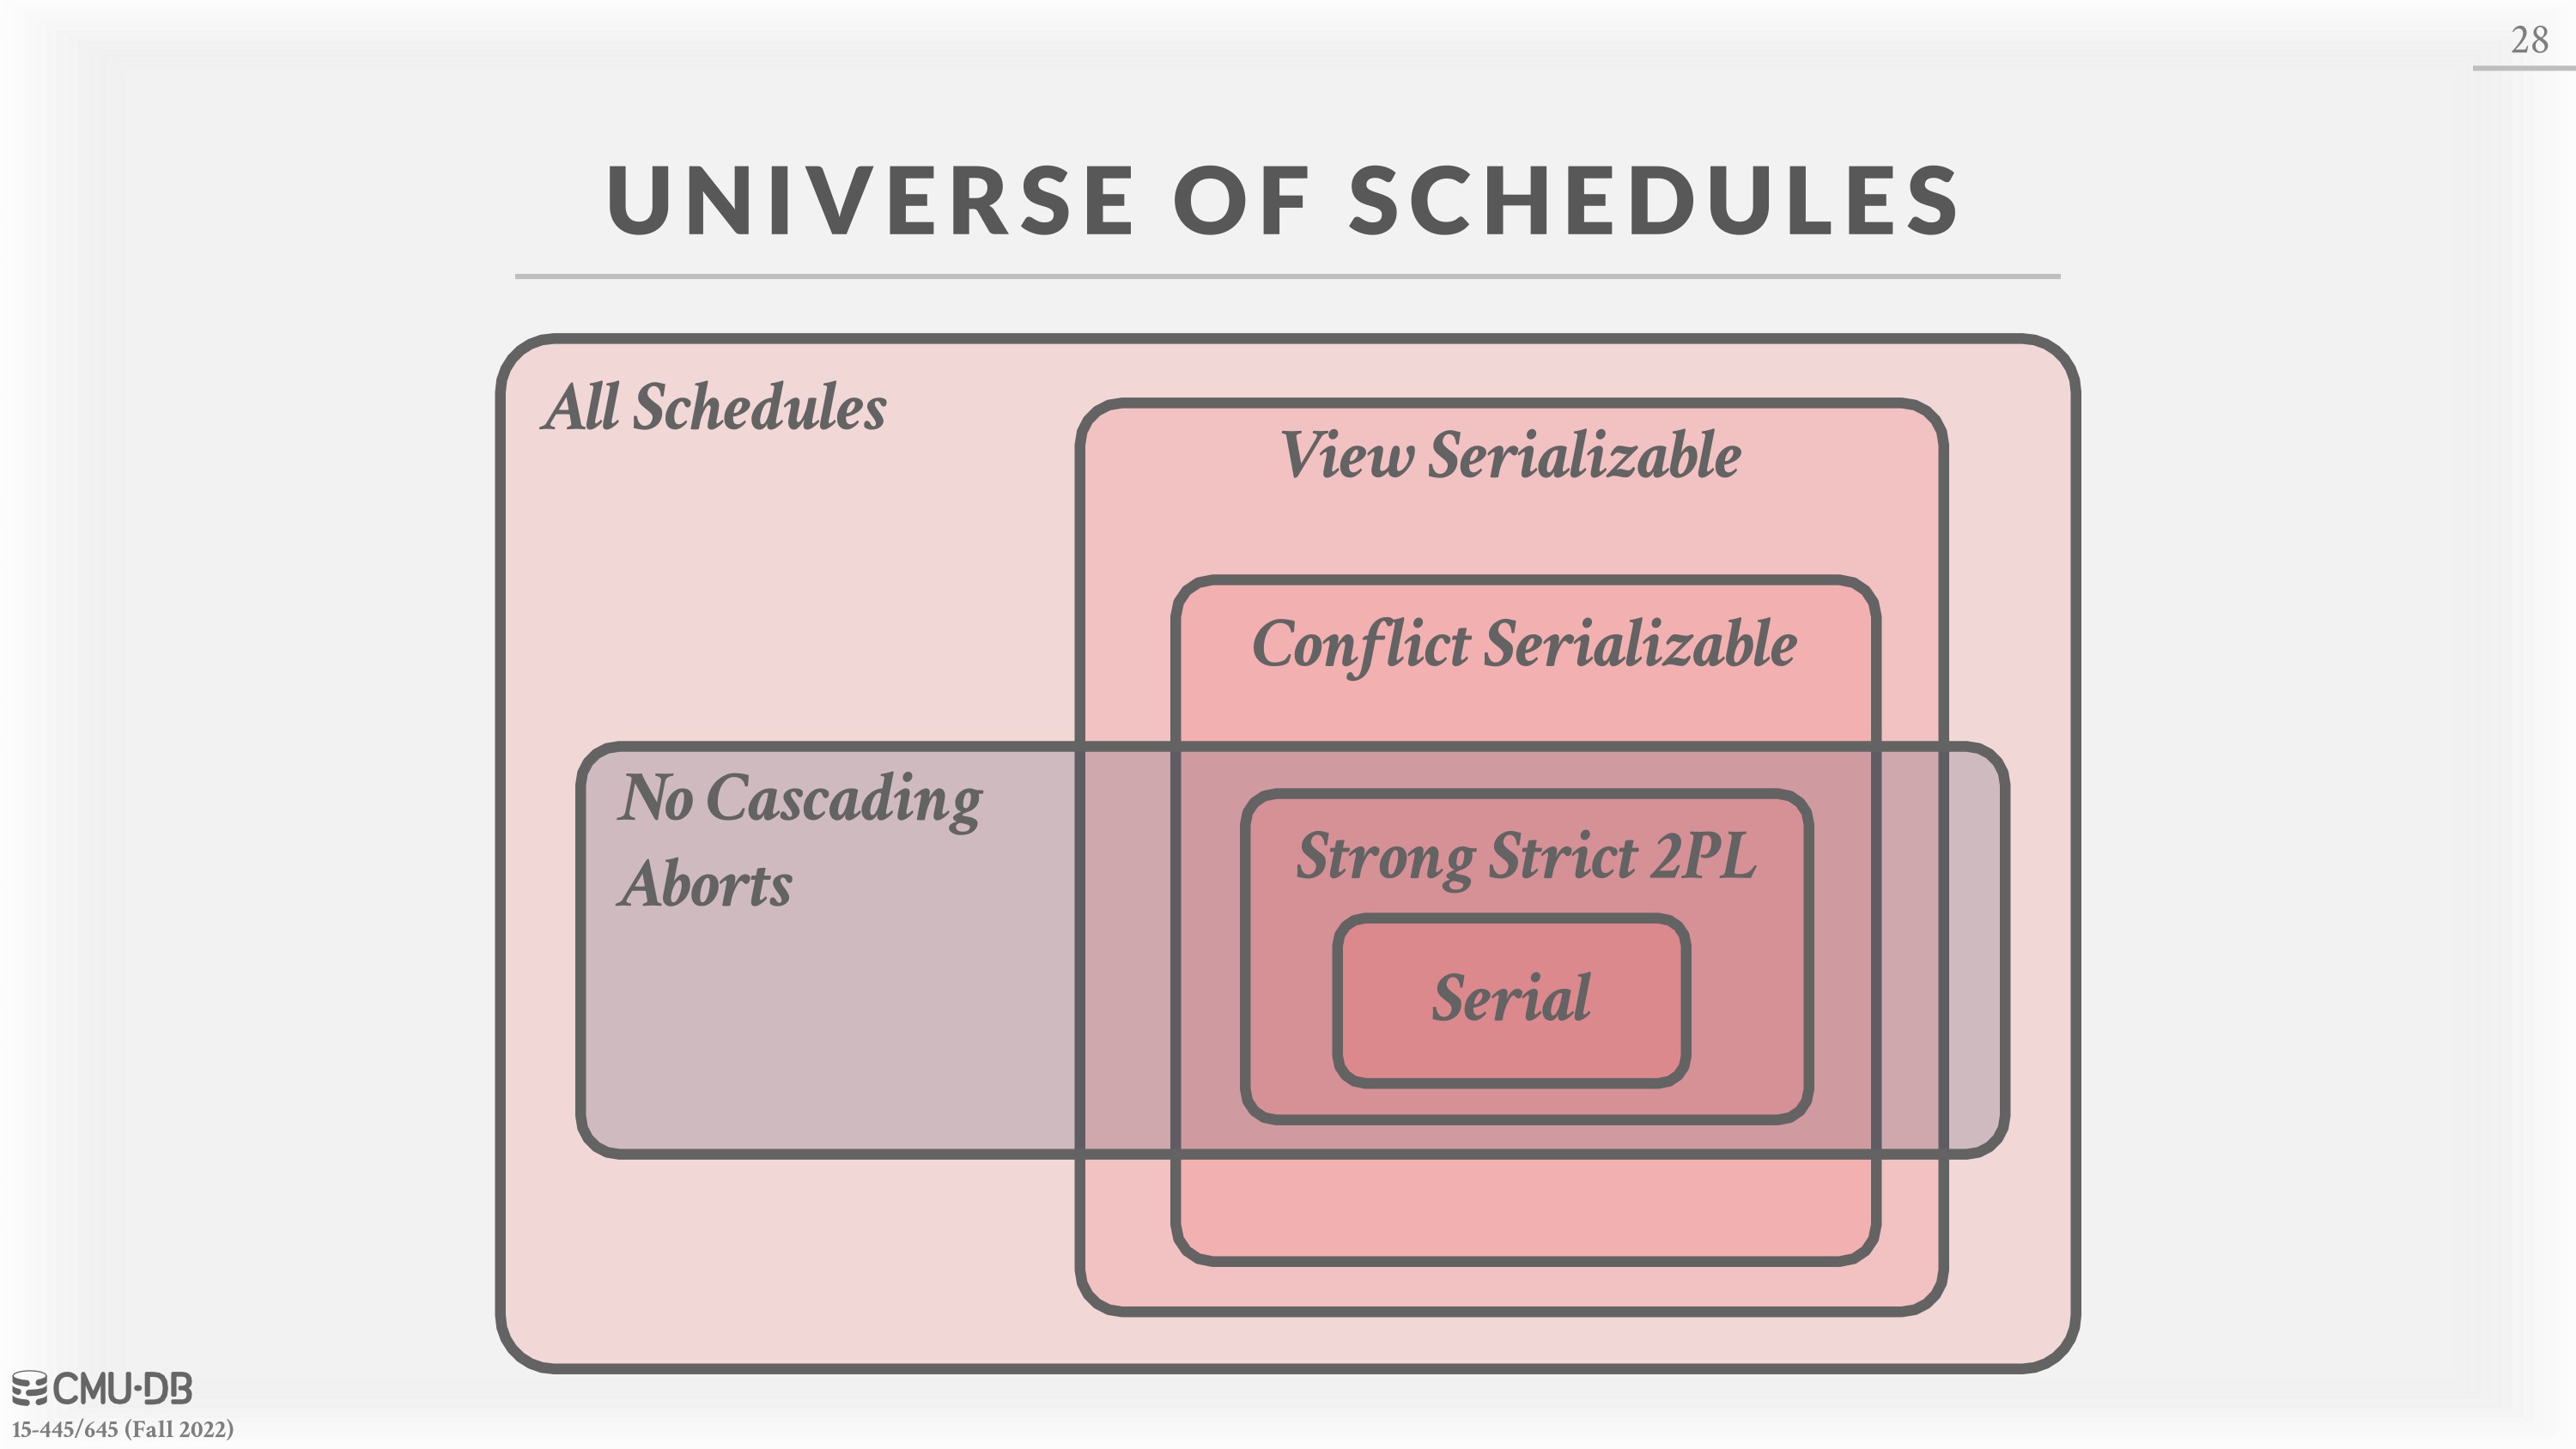 28
UNIVERSE OF SCHEDULES
All Schedules
View Serializable
Conflict Serializable
No Cascading
Aborts
Strong Strict 2PL
Serial
CMU·DB
15-445/645 (Fall 2022)